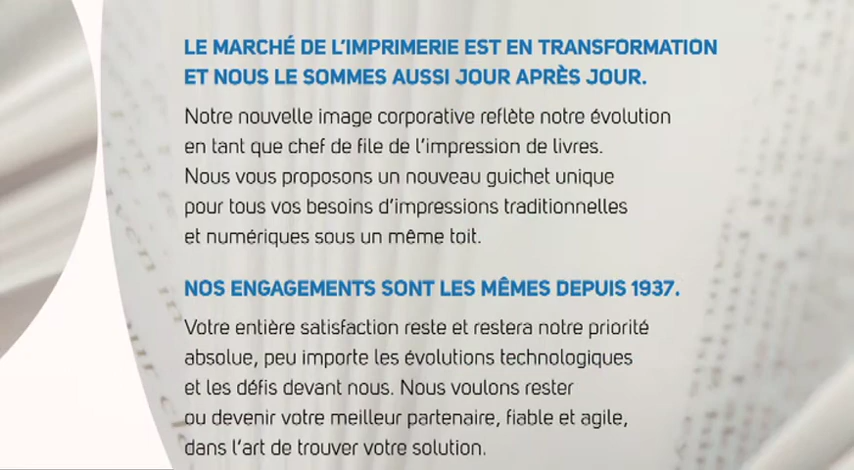 LE MARCHÉ DE L'IMPRIMERIE EST EN TRANSFORMATION
ET NOUS LE SOMMES AUSSI JOUR APRÈS JOUR.
Notre nouvelle image corporative reflète notre évolution
en tant que chef de file de l'impression de livres.
Nous vous proposons un nouveau guichet unique
pour tous vos besoins d'impressions traditionnelles
et numériques sous un même toit.
NOS ENGAGEMENTS SONT LES MÊMES DEPUIS 1937.
Votre entière satisfaction reste et restera notre priorité
absolue, peu importe les évolutions technologiques
et les défis devant nous. Nous voulons rester
ou devenir votre meilleur partenaire, fiable et agile,
dans l'art de trouver votre solution.